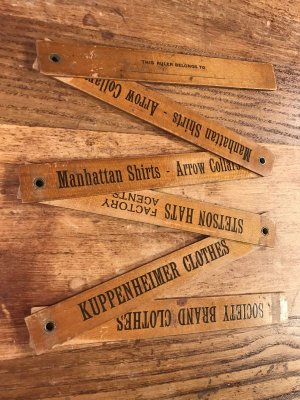 THIS RULER BELONGS TO
Manhattan Shirts - Arrow Collars
Manhattan Shirts - Arrow Collars
STETSON HATS FACTORY
AGENTS
KUPPENHEIMER CLOTHES
SOCIETY BRAND CLOTHES